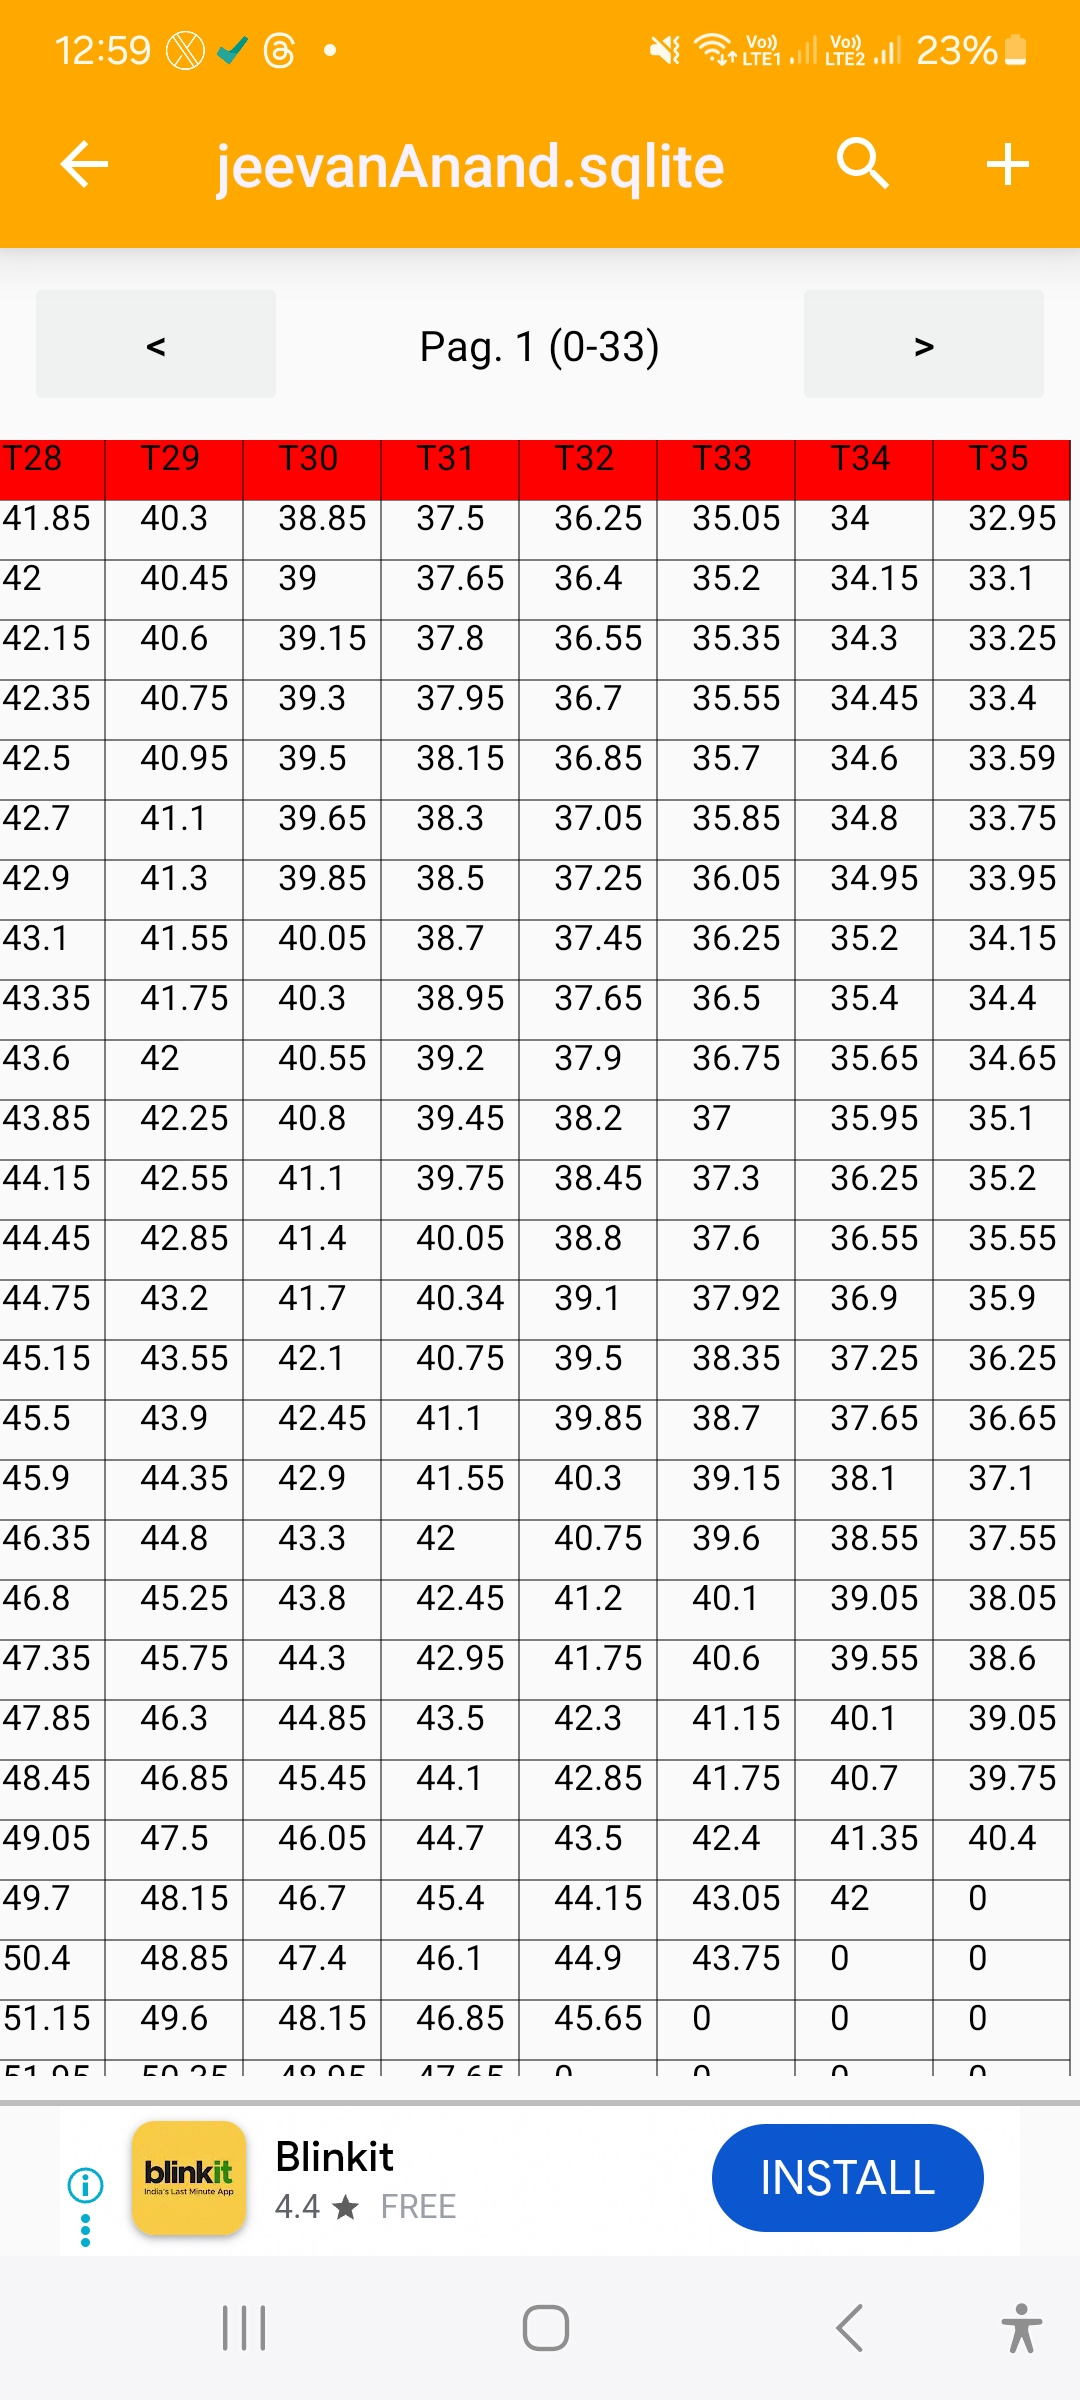 12:59 Vo)) LTE1 Vo)) LTE2 23%
jeevanAnand.sqlite
< Pag. 1 (0-33) >
T28 T29 T30 T31 T32 T33 T34 T35
41.85 40.3 38.85 37.5 36.25 35.05 34 32.95
42 40.45 39 37.65 36.4 35.2 34.15 33.1
42.15 40.6 39.15 37.8 36.55 35.35 34.3 33.25
42.35 40.75 39.3 37.95 36.7 35.55 34.45 33.4
42.5 40.95 39.5 38.15 36.85 35.7 34.6 33.59
42.7 41.1 39.65 38.3 37.05 35.85 34.8 33.75
42.9 41.3 39.85 38.5 37.25 36.05 34.95 33.95
43.1 41.55 40.05 38.7 37.45 36.25 35.2 34.15
43.35 41.75 40.3 38.95 37.65 36.5 35.4 34.4
43.6 42 40.55 39.2 37.9 36.75 35.65 34.65
43.85 42.25 40.8 39.45 38.2 37 35.95 35.1
44.15 42.55 41.1 39.75 38.45 37.3 36.25 35.2
44.45 42.85 41.4 40.05 38.8 37.6 36.55 35.55
44.75 43.2 41.7 40.34 39.1 37.92 36.9 35.9
45.15 43.55 42.1 40.75 39.5 38.35 37.25 36.25
45.5 43.9 42.45 41.1 39.85 38.7 37.65 36.65
45.9 44.35 42.9 41.55 40.3 39.15 38.1 37.1
46.35 44.8 43.3 42 40.75 39.6 38.55 37.55
46.8 45.25 43.8 42.45 41.2 40.1 39.05 38.05
47.35 45.75 44.3 42.95 41.75 40.6 39.55 38.6
47.85 46.3 44.85 43.5 42.3 41.15 40.1 39.05
48.45 46.85 45.45 44.1 42.85 41.75 40.7 39.75
49.05 47.5 46.05 44.7 43.5 42.4 41.35 40.4
49.7 48.15 46.7 45.4 44.15 43.05 42 0
50.4 48.85 47.4 46.1 44.9 43.75 0 0
51.15 49.6 48.15 46.85 45.65 0 0 0
blinkit
India's Last Minute App
Blinkit
4.4 ★ FREE
INSTALL